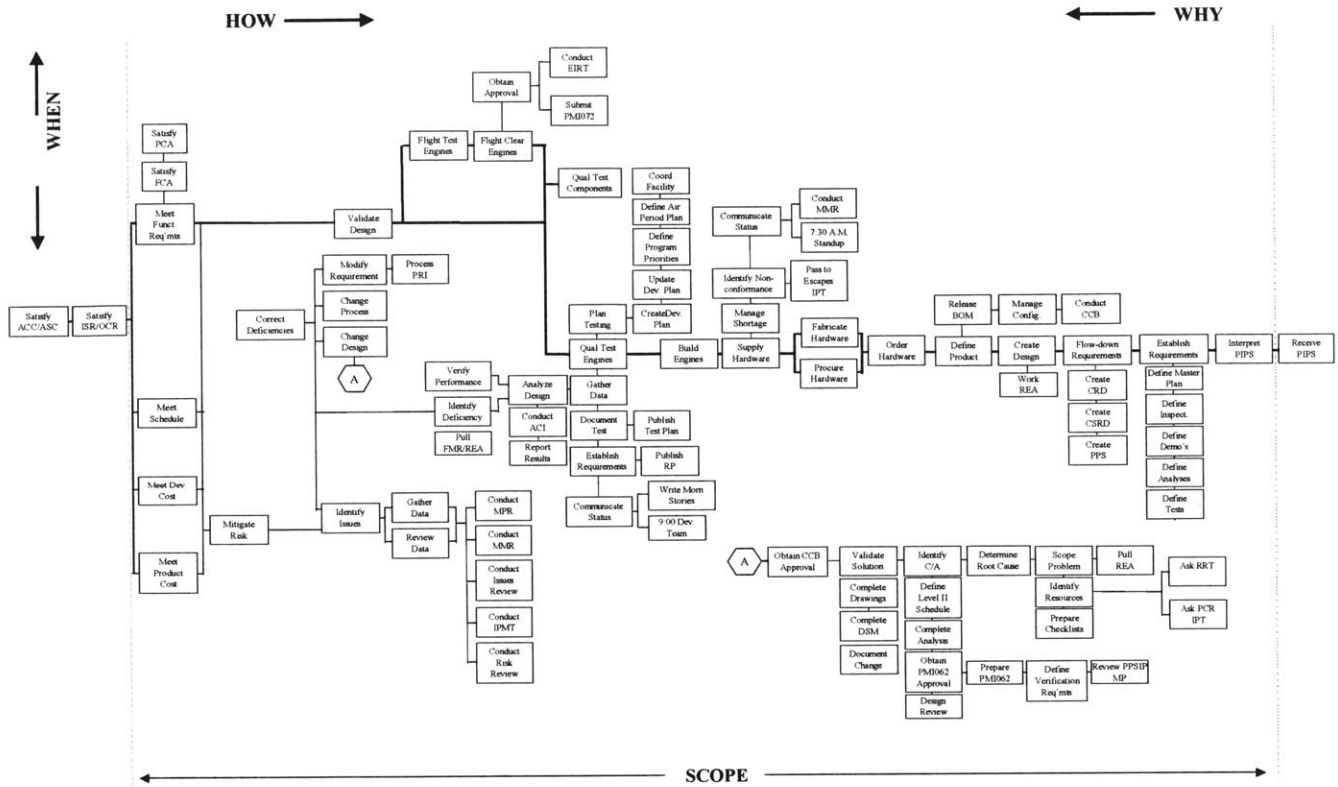 HOW
WHY
WHEN
Conduct
EIRT
Obtain
Approval
Submit
PMI072
Satisfy
PCA
Flight Test
Engines
Flight Clear
Engines
Satisfy
FCA
Qual Test
Components
Coord
Facility
Conduct
MMR
Meet
Funct.
Req'mts
Validate
Design
Define Air
Period Plan
Communicate
Status
7:30 A.M.
Standup
Define
Program
Priorities
Modify
Requirement
Process
PRI
Update
Dev. Plan
Identify Non-
conformance
Pass to
Escapes
IPT
Satisfy
ACC/ASC
Satisfy
ISR/OCR
Correct
Deficiencies
Change
Process
Plan
Testing
CreateDev.
Plan
Manage
Shortage
Fabricate
Hardware
Release
BOM
Manage
Config.
Conduct
CCB
Change
Design
Qual Test
Engines
Build
Engines
Supply
Hardware
Order
Hardware
Define
Product
Create
Design
Flow-down
Requirements
Establish
Requirements
Interpret
PIPS
Receive
PIPS
A
Verify
Performance
Analyze
Design
Gather
Data
Procure
Hardware
Work
REA
Create
CRD
Define Master
Plan
Meet
Schedule
Identify
Deficiency
Conduct
ACI
Document
Test
Publish
Test Plan
Create
CSRD
Define
Inspect.
Pull
FMR/REA
Report
Results
Establish
Requirements
Publish
RP
Create
PPS
Define
Demo's
Define
Analyses
Meet Dev
Cost
Gather
Data
Conduct
MPR
Communicate
Status
Write Morn
Stories
Define
Tests
Mitigate
Risk
Identify
Issues
Review
Data
Conduct
MMR
9:00 Dev
Team
Meet
Product
Cost
Conduct
Issues
Review
A
Obtain CCB
Approval
Validate
Solution
Identify
C/A
Determine
Root Cause
Scope
Problem
Pull
REA
Ask RRT
Complete
Drawings
Define
Level II
Schedule
Identify
Resources
Conduct
IPMT
Complete
DSM
Complete
Analysis
Prepare
Checklists
Ask PCR
IPT
Conduct
Risk
Review
Document
Change
Obtain
PMI062
Approval
Prepare
PMI062
Define
Verification
Req'mts
Review PPSIP
MP
Design
Review
SCOPE